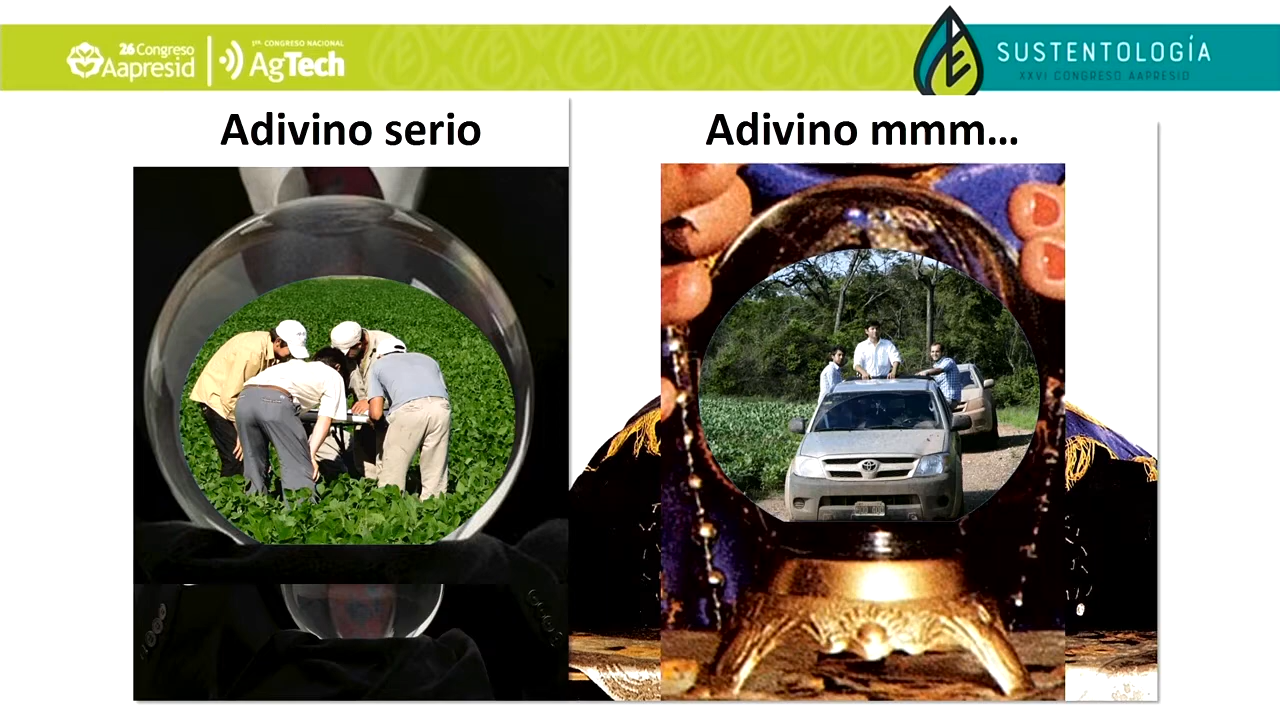 26 Congreso
Aapresid
1er. CONGRESO NACIONAL
AgTech
SUSTENTOLOGÍA
XXVI CONGRESO AAPRESID
Adivino serio
Adivino mmm...